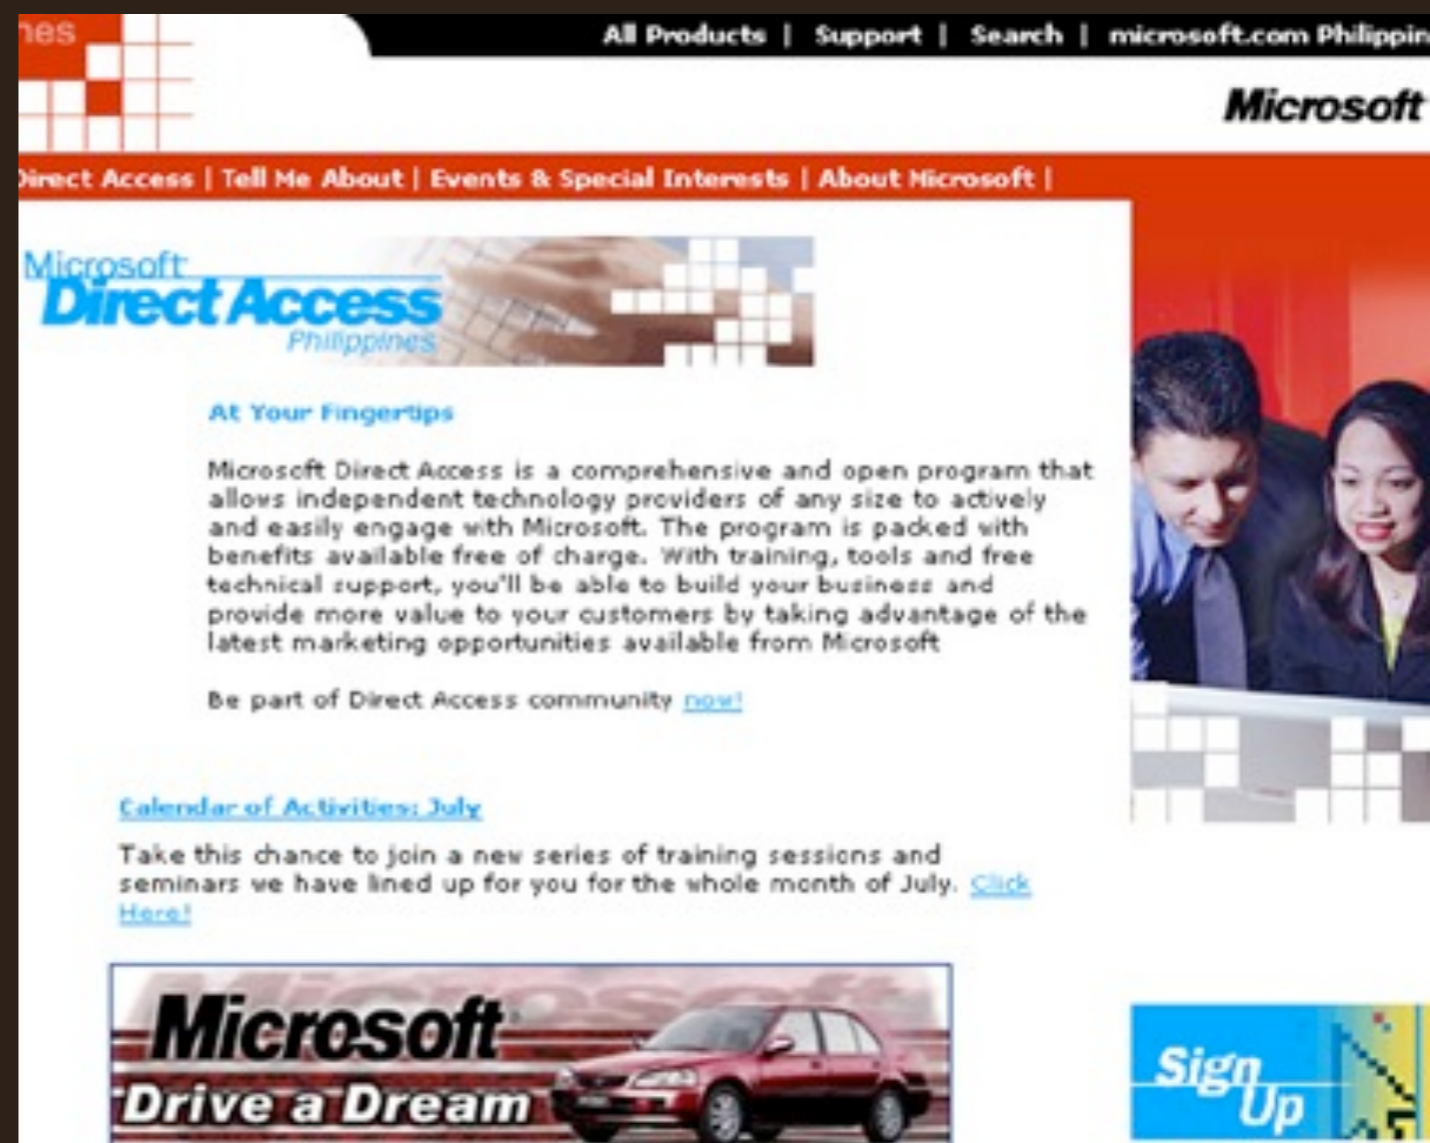 All Products | Support | Search | microsoft.com Philippin
Microsoft
Direct Access | Tell Me About | Events & Special Interests | About Microsoft |
Microsoft
Direct Access
Philippines
At Your Fingertips
Microsoft Direct Access is a comprehensive and open program that
allows independent technology providers of any size to actively
and easily engage with Microsoft. The program is packed with
benefits available free of charge. With training, tools and free
technical support, you'll be able to build your business and
provide more value to your customers by taking advantage of the
latest marketing opportunities available from Microsoft
Be part of Direct Access community now!
Calendar of Activities: July
Take this chance to join a new series of training sessions and
seminars we have lined up for you for the whole month of July. Click
Here!
Microsoft
Drive a Dream
Sign
Up